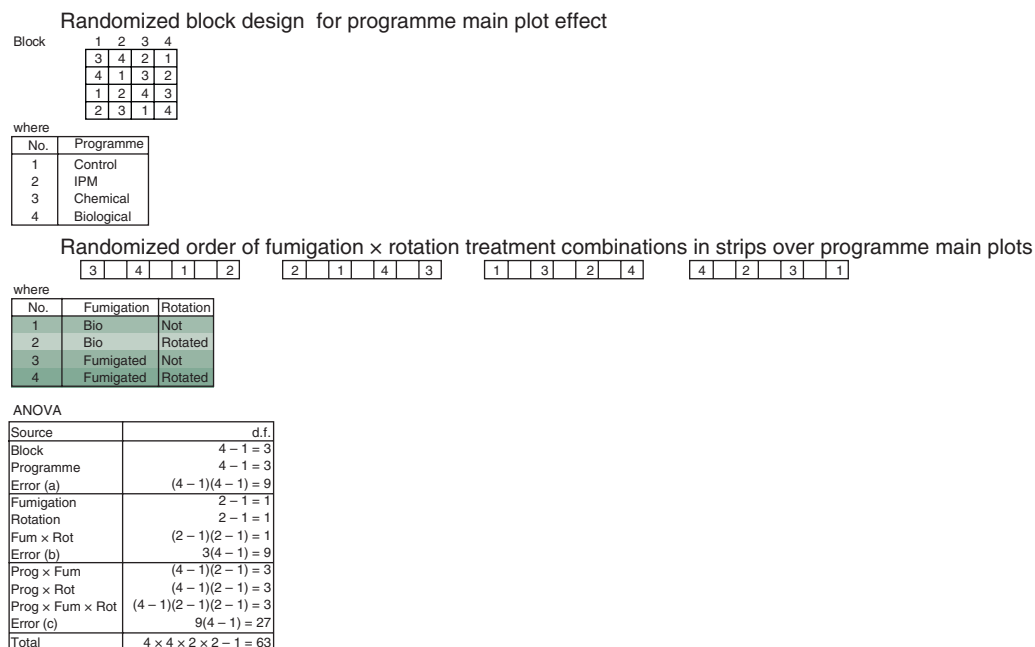 Randomized block design for programme main plot effect
Block 1 2 3 4
3 4 2 1
4 1 3 2
1 2 4 3
2 3 1 4
where
No. Programme
1 Control
2 IPM
3 Chemical
4 Biological
Randomized order of fumigation × rotation treatment combinations in strips over programme main plots
3 4 1 2 2 1 4 3 1 3 2 4 4 2 3 1
where
No. Fumigation Rotation
1 Bio Not
2 Bio Rotated
3 Fumigated Not
4 Fumigated Rotated
ANOVA
Source d.f.
Block 4 – 1 = 3
Programme 4 – 1 = 3
Error (a) (4 – 1)(4 – 1) = 9
Fumigation 2 – 1 = 1
Rotation 2 – 1 = 1
Fum × Rot (2 – 1)(2 – 1) = 1
Error (b) 3(4 – 1) = 9
Prog × Fum (4 – 1)(2 – 1) = 3
Prog × Rot (4 – 1)(2 – 1) = 3
Prog × Fum × Rot (4 – 1)(2 – 1)(2 – 1) = 3
Error (c) 9(4 – 1) = 27
Total 4 × 4 × 2 × 2 – 1 = 63